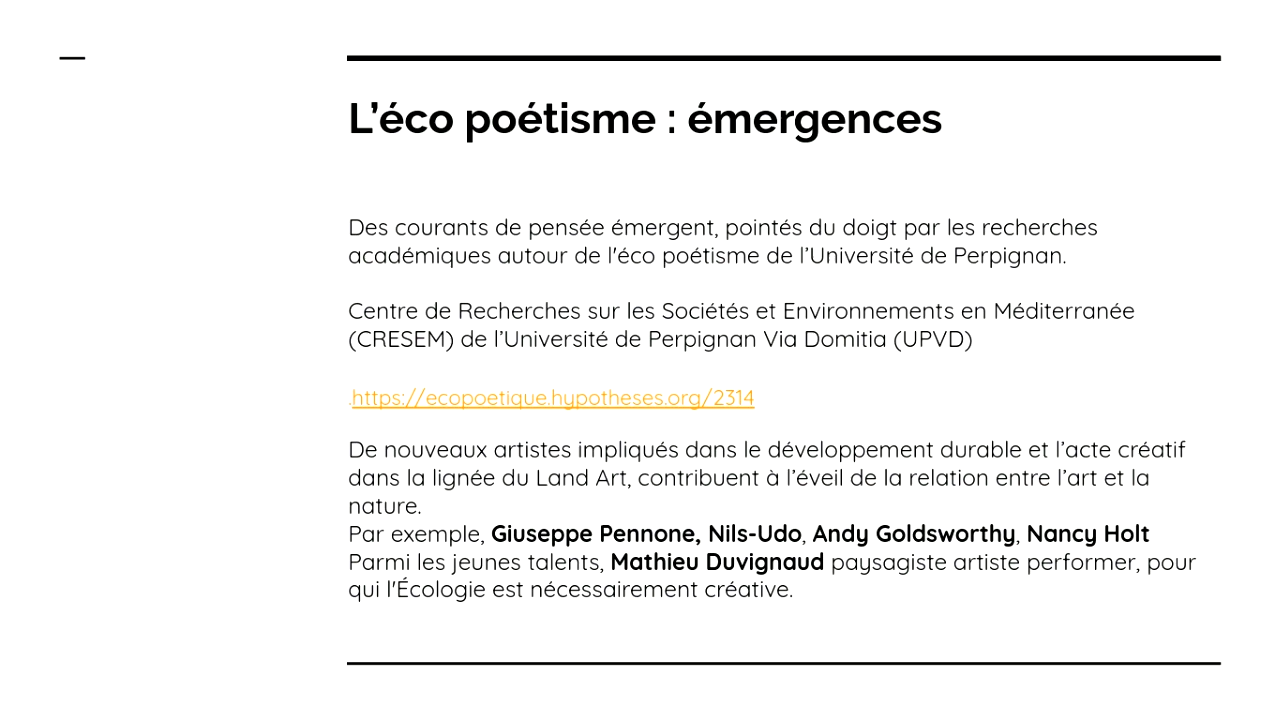 L’éco poétisme : émergences
Des courants de pensée émergent, pointés du doigt par les recherches
académiques autour de l'éco poétisme de l’Université de Perpignan.
Centre de Recherches sur les Sociétés et Environnements en Méditerranée
(CRESEM) de l’Université de Perpignan Via Domitia (UPVD)
.https://ecopoetique.hypotheses.org/2314
De nouveaux artistes impliqués dans le développement durable et l’acte créatif
dans la lignée du Land Art, contribuent à l’éveil de la relation entre l’art et la
nature.
Par exemple, Giuseppe Pennone, Nils-Udo, Andy Goldsworthy, Nancy Holt
Parmi les jeunes talents, Mathieu Duvignaud paysagiste artiste performer, pour
qui l'Écologie est nécessairement créative.